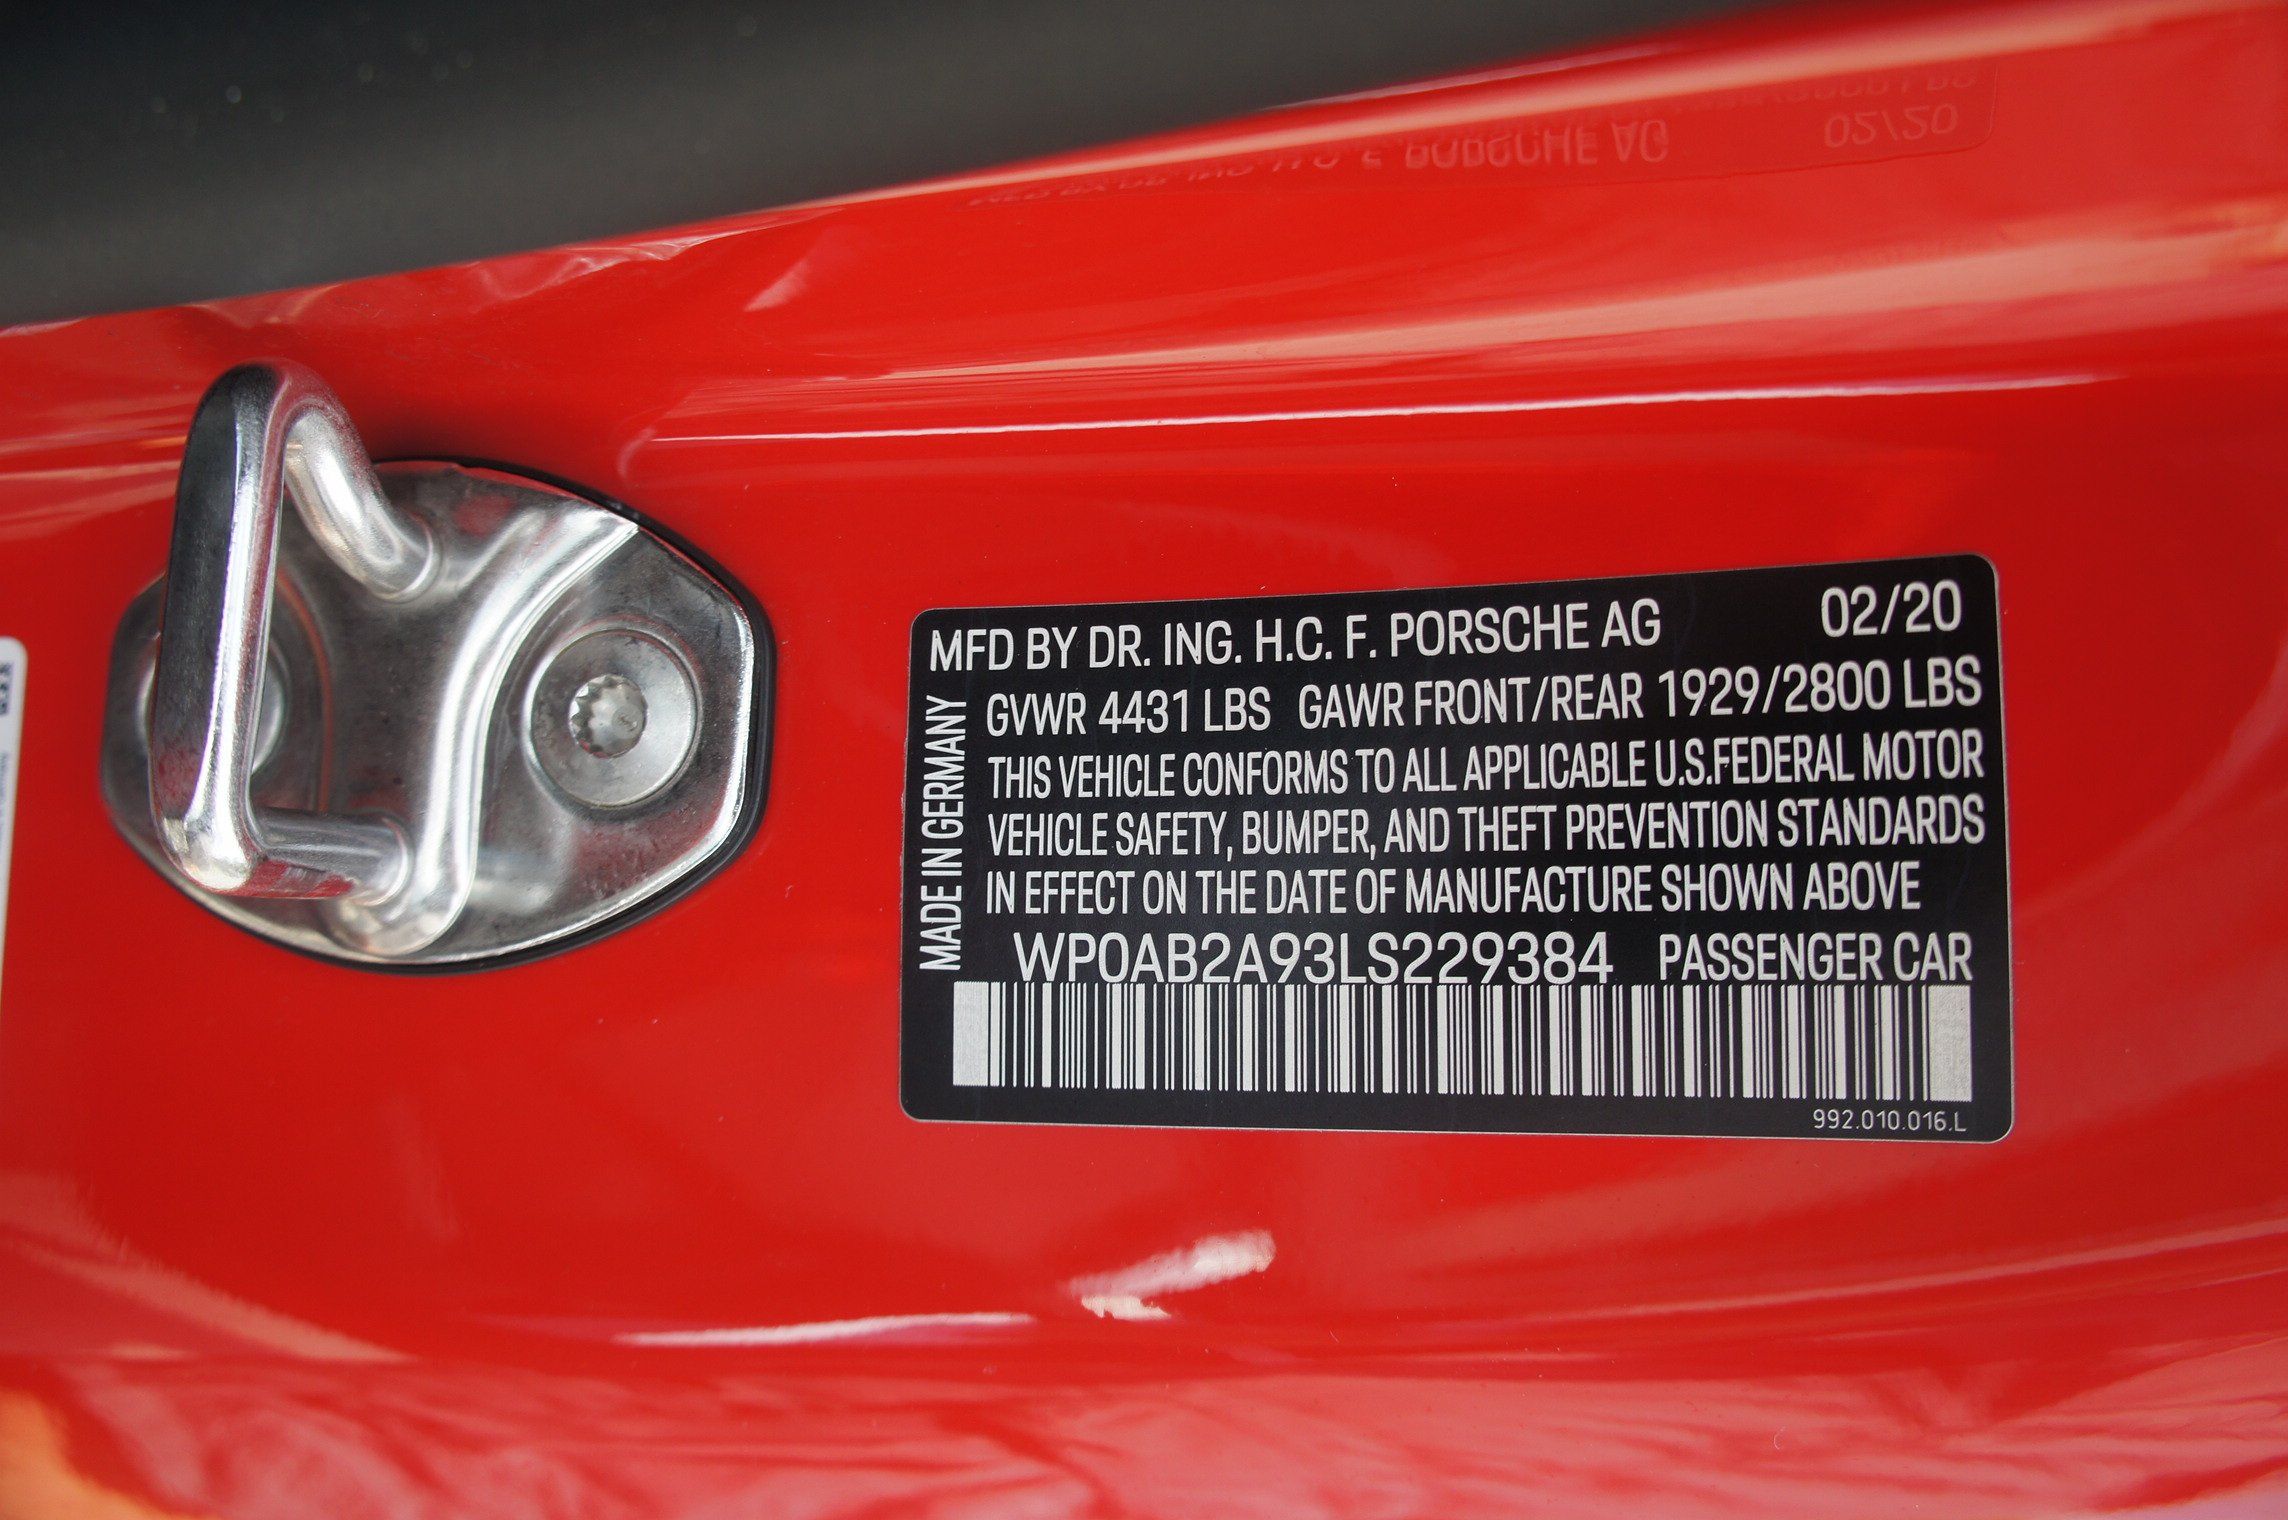 MFD BY DR. ING. H.C. F. PORSCHE AG 02/20
GVWR 4431 LBS GAWR FRONT/REAR 1929/2800 LBS
THIS VEHICLE CONFORMS TO ALL APPLICABLE U.S.FEDERAL MOTOR
VEHICLE SAFETY, BUMPER, AND THEFT PREVENTION STANDARDS
IN EFFECT ON THE DATE OF MANUFACTURE SHOWN ABOVE
MADE IN GERMANY
WP0AB2A93LS229384 PASSENGER CAR
992.010.016.L